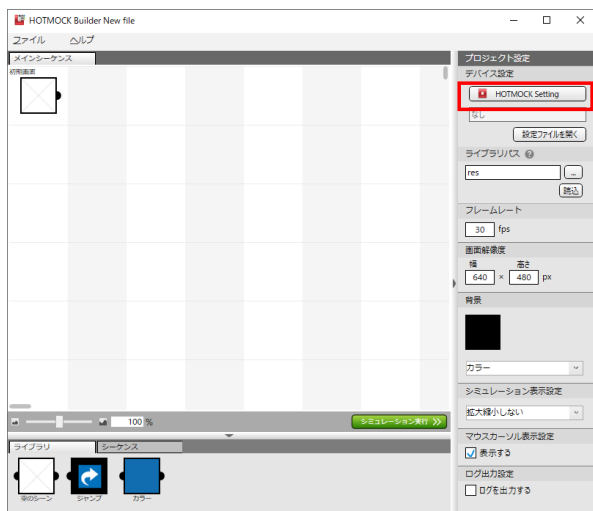 HOTMOCK Builder New file
ファイル ヘルプ
メインシーケンス
初期画面
100 %
シミュレーション実行
ライブラリ シーケンス
空のシーン ジャンプ カラー
プロジェクト設定
デバイス設定
HOTMOCK Setting
なし
設定ファイルを開く
ライブラリパス ?
res ...
読込
フレームレート
30 fps
画面解像度
幅 高さ
640 × 480 px
背景
カラー
シミュレーション表示設定
拡大縮小しない
マウスカーソル表示設定
表示する
ログ出力設定
ログを出力する